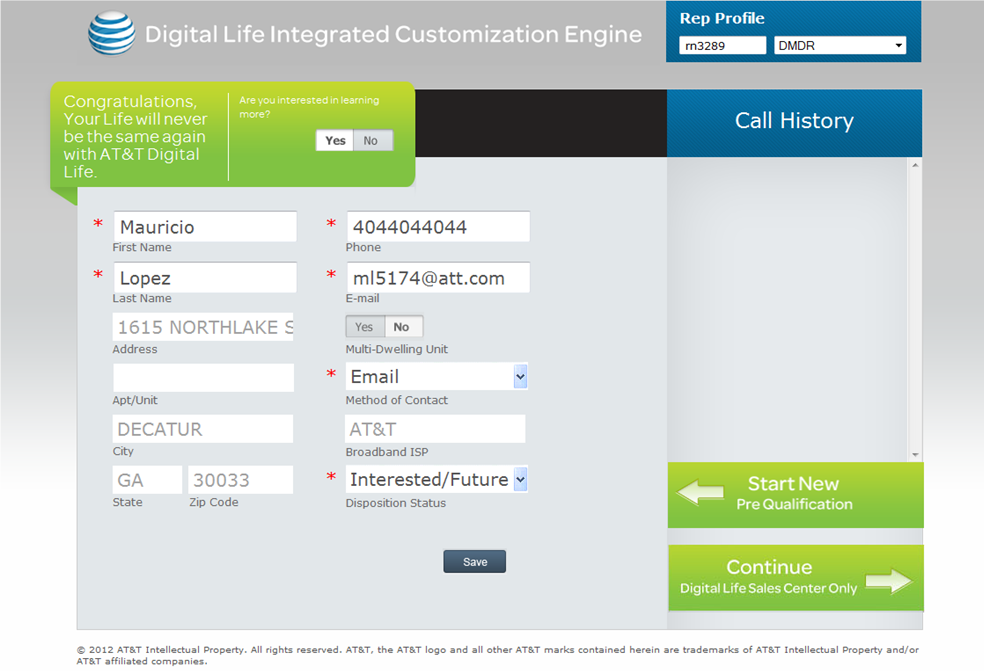 Digital Life Integrated Customization Engine
Rep Profile
rn3289
DMDR
Congratulations,
Your Life will never
be the same again
with AT&T Digital
Life.
Are you interested in learning
more?
Yes No
Call History
* Mauricio
First Name
* 4044044044
Phone
* Lopez
Last Name
* ml5174@att.com
E-mail
1615 NORTHLAKE S
Address
Yes No
Multi-Dwelling Unit
Apt/Unit
* Email
Method of Contact
DECATUR
City
AT&T
Broadband ISP
GA
State
30033
Zip Code
* Interested/Future
Disposition Status
Save
Start New
Pre Qualification
Continue
Digital Life Sales Center Only
© 2012 AT&T Intellectual Property. All rights reserved. AT&T, the AT&T logo and all other AT&T marks contained herein are trademarks of AT&T Intellectual Property and/or
AT&T affiliated companies.